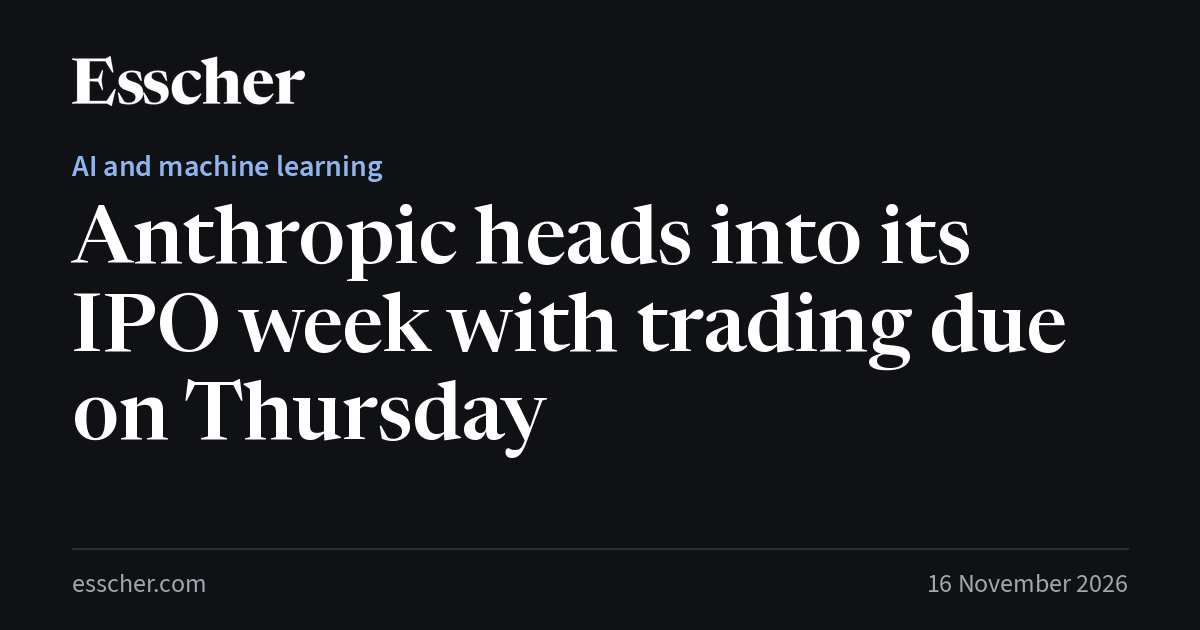 Esscher
AI and machine learning
Anthropic heads into its
IPO week with trading due
on Thursday
esscher.com
16 November 2026